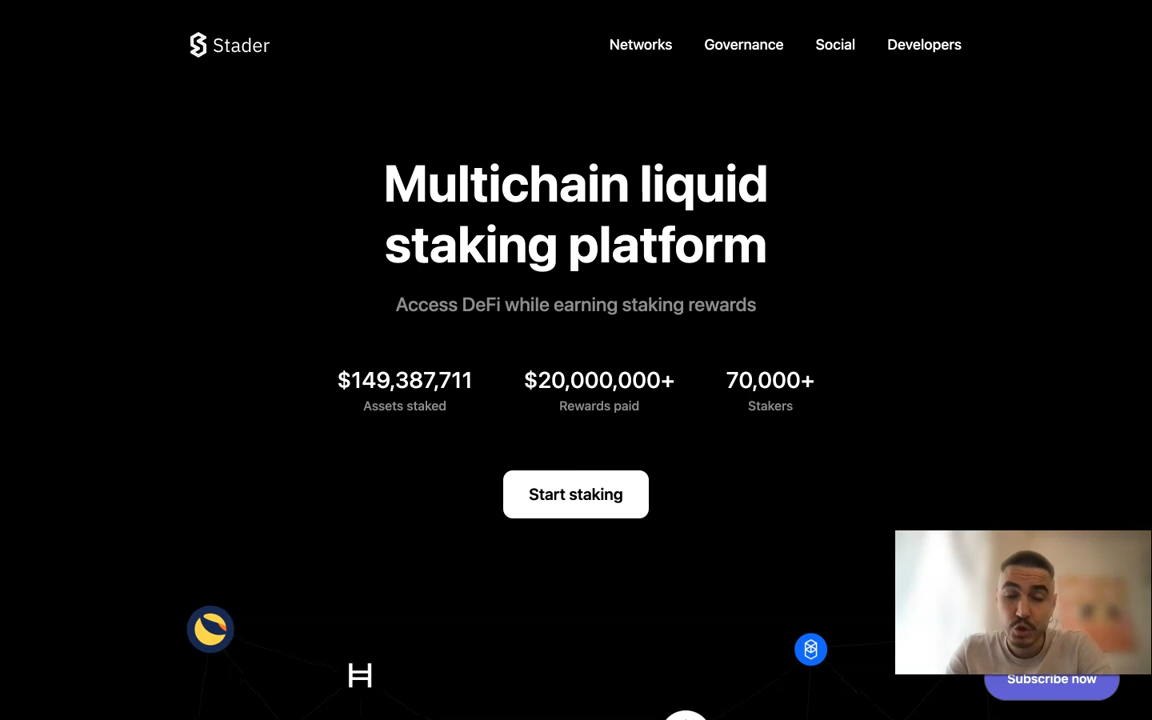 Stader
Networks
Governance
Social
Developers
Multichain liquid
staking platform
Access DeFi while earning staking rewards
$149,387,711
Assets staked
$20,000,000+
Rewards paid
70,000+
Stakers
Start staking
Subscribe now